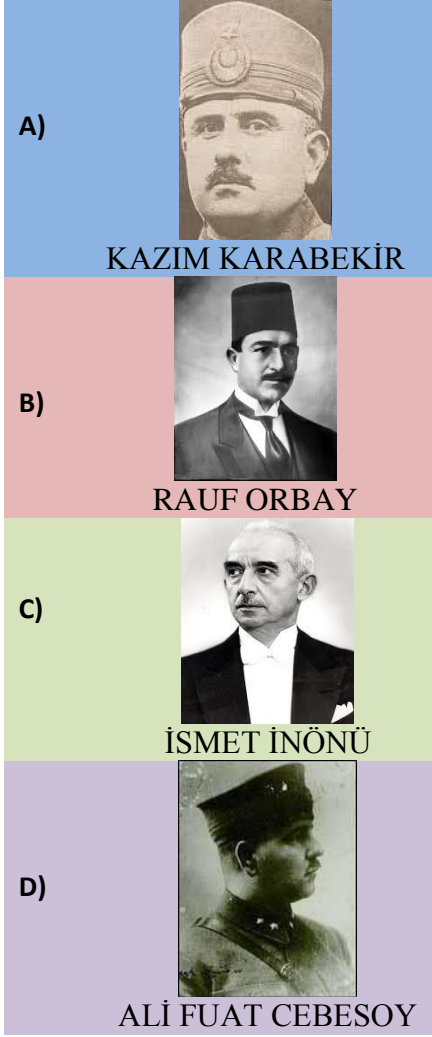 A)
KAZIM KARABEKİR
B)
RAUF ORBAY
C)
İSMET İNÖNÜ
D)
ALİ FUAT CEBESOY